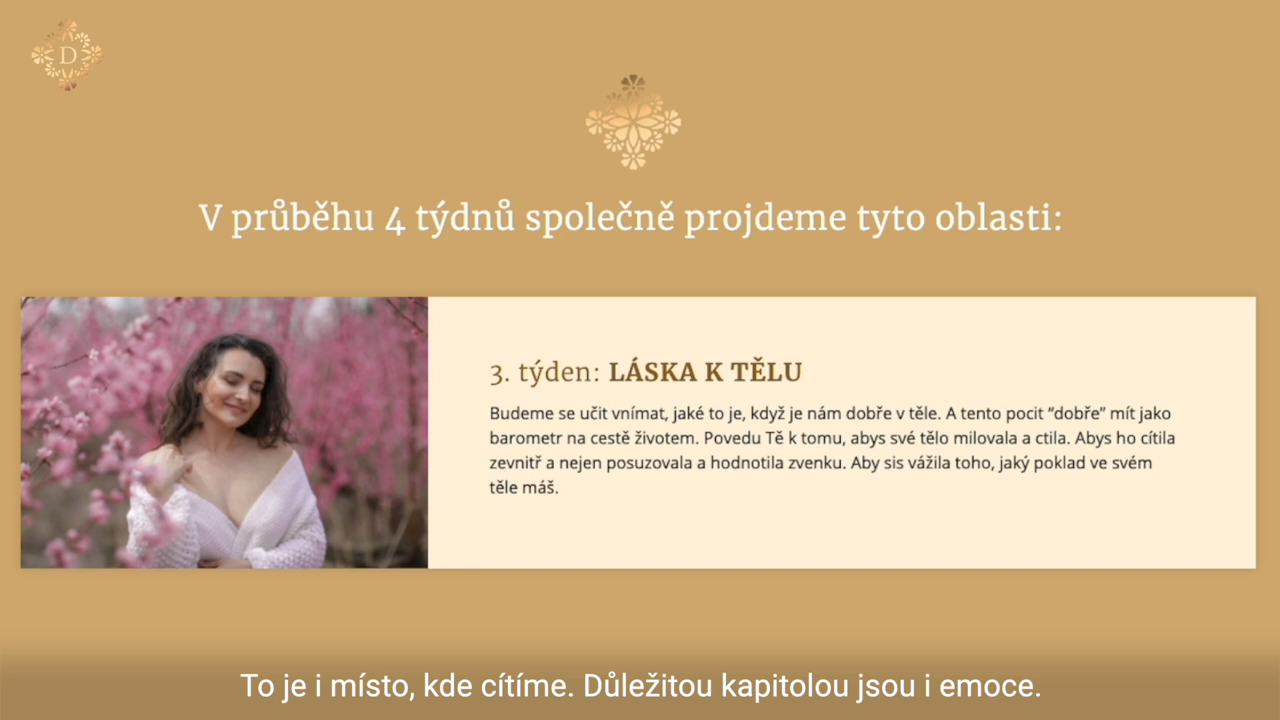 D
V průběhu 4 týdnů společně projdeme tyto oblasti:
3. týden: LÁSKA K TĚLU
Budeme se učit vnímat, jaké to je, když je nám dobře v těle. A tento pocit “dobře” mít jako
barometr na cestě životem. Povedu Tě k tomu, abys své tělo milovala a ctila. Abys ho cítila
zevnitř a nejen posuzovala a hodnotila zvenku. Aby sis vážila toho, jaký poklad ve svém
těle máš.
To je i místo, kde cítíme. Důležitou kapitolou jsou i emoce.